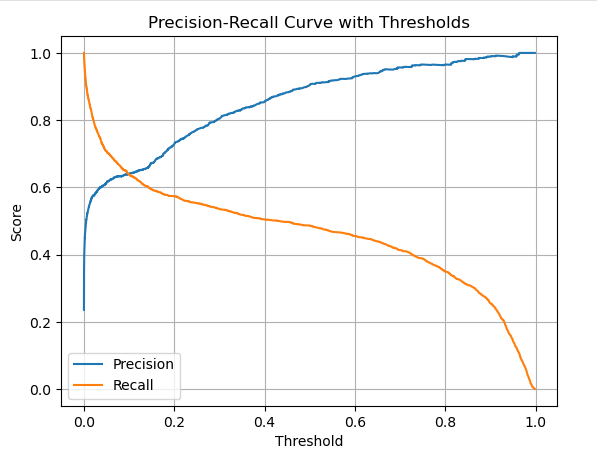 Precision-Recall Curve with Thresholds
1.0
0.8
0.6
0.4
0.2
0.0
Score
Precision
Recall
0.0 0.2 0.4 0.6 0.8 1.0
Threshold